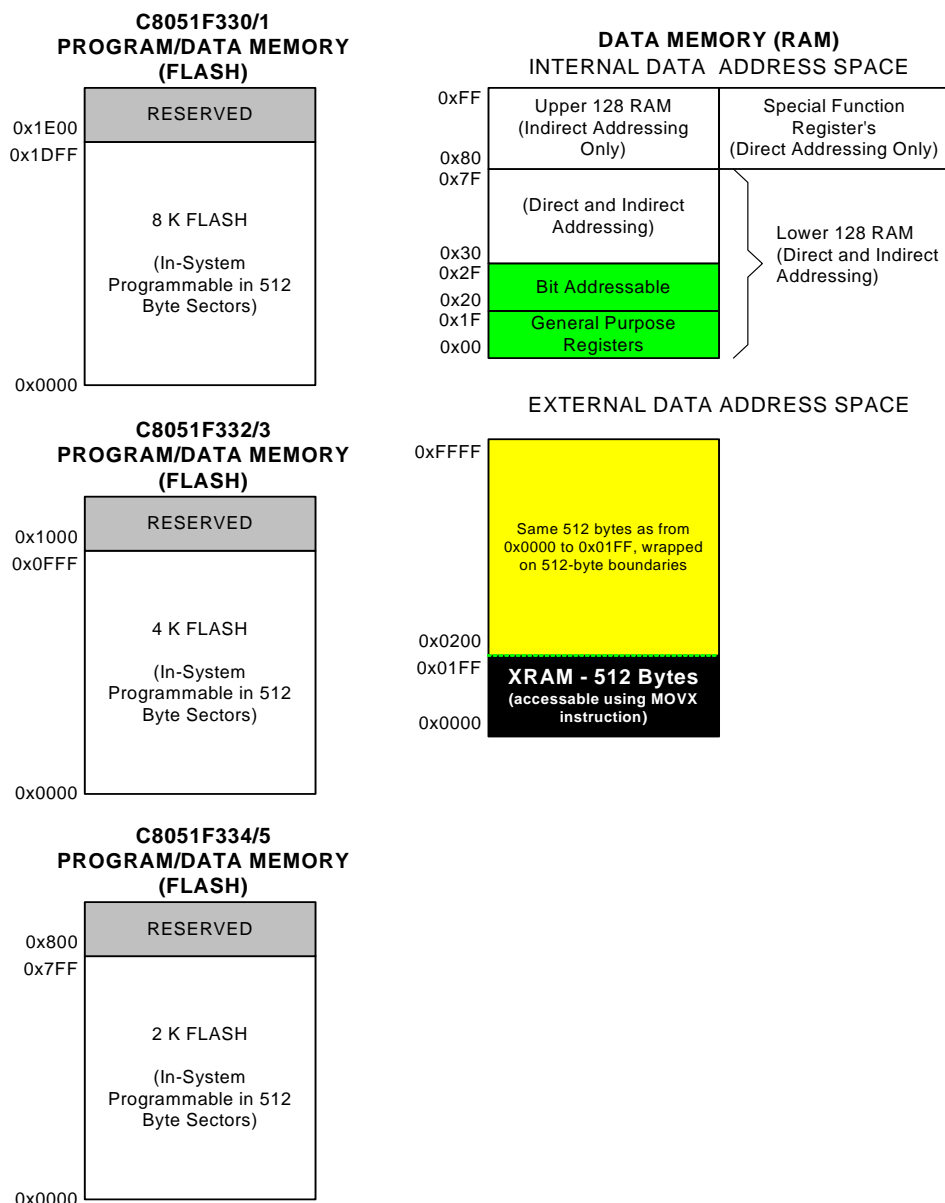 C8051F330/1
PROGRAM/DATA MEMORY
(FLASH)
RESERVED
0x1E00
0x1DFF
8 K FLASH
(In-System
Programmable in 512
Byte Sectors)
0x0000
C8051F332/3
PROGRAM/DATA MEMORY
(FLASH)
RESERVED
0x1000
0x0FFF
4 K FLASH
(In-System
Programmable in 512
Byte Sectors)
0x0000
C8051F334/5
PROGRAM/DATA MEMORY
(FLASH)
RESERVED
0x800
0x7FF
2 K FLASH
(In-System
Programmable in 512
Byte Sectors)
0x0000
DATA MEMORY (RAM)
INTERNAL DATA ADDRESS SPACE
0xFF
Upper 128 RAM
(Indirect Addressing
Only)
Special Function
Register's
(Direct Addressing Only)
0x80
0x7F
(Direct and Indirect
Addressing)
Lower 128 RAM
(Direct and Indirect
Addressing)
0x30
0x2F
Bit Addressable
0x20
0x1F
General Purpose
Registers
0x00
EXTERNAL DATA ADDRESS SPACE
0xFFFF
Same 512 bytes as from
0x0000 to 0x01FF, wrapped
on 512-byte boundaries
0x0200
0x01FF
XRAM - 512 Bytes
(accessable using MOVX
instruction)
0x0000